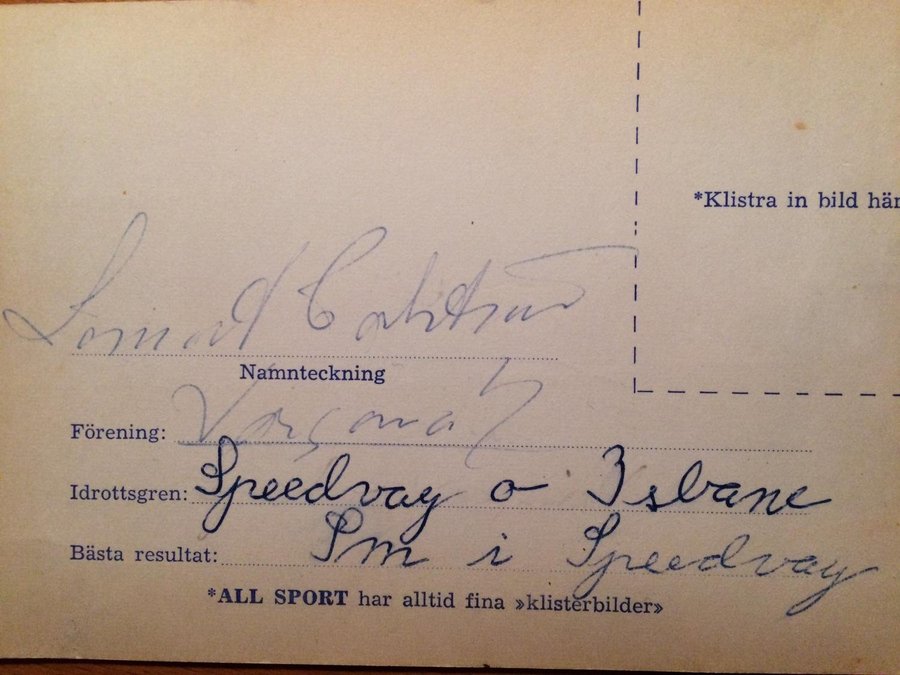 *Klistra in bild här
Namnteckning
Förening:
Idrottsgren: Speedvay o Isbane
Bästa resultat: Sm i Speedvay
*ALL SPORT har alltid fina »klisterbilder»